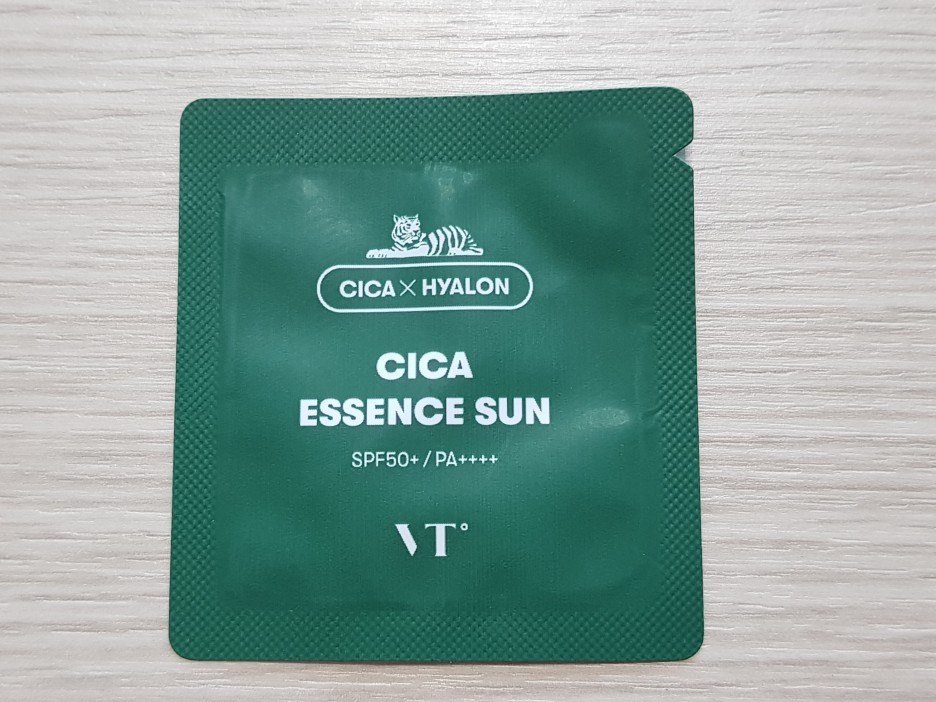 CICA×HYALON
CICA
ESSENCE SUN
SPF50+ / PA++++
VT°